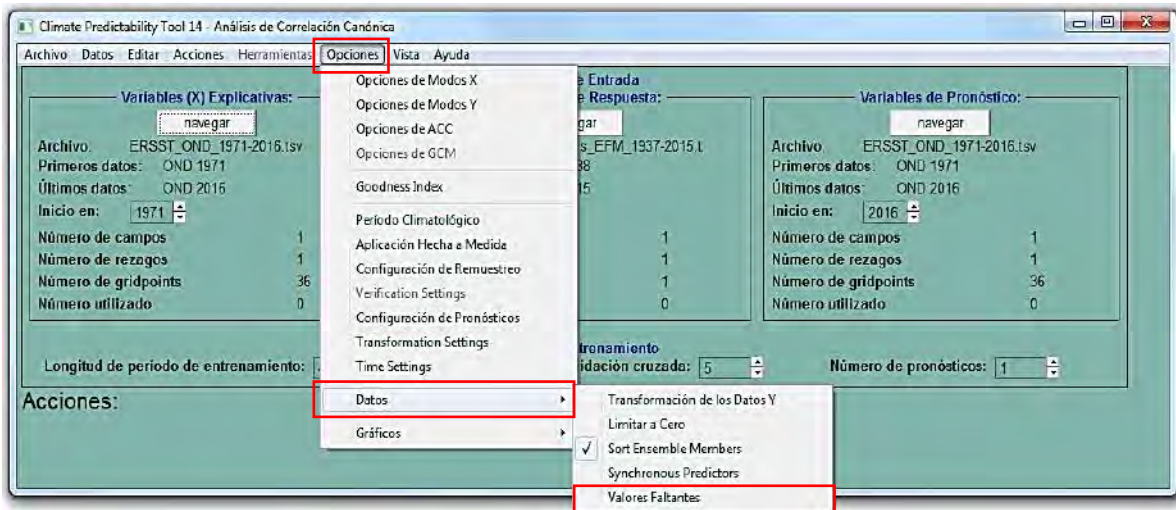 Climate Predictability Tool 14 - Análisis de Correlación Canónica
Archivo Datos Editar Acciones Herramientas Opciones Vista Ayuda
e Entrada
Variables (X) Explicativas:
navegar
Archivo: ERSST_OND_1971-2016.tsv
Primeros datos: OND 1971
Últimos datos: OND 2016
Inicio en: 1971
Número de campos 1
Número de rezagos 1
Número de gridpoints 36
Número utilizado 0
Opciones de Modos X
Opciones de Modos Y
Opciones de ACC
Opciones de GCM
Goodness Index
Período Climatológico
Aplicación Hecha a Medida
Configuración de Remuestreo
Verification Settings
Configuración de Pronósticos
Transformation Settings
Time Settings
Datos
Gráficos
e Respuesta:
gar
s_EFM_1937-2015.t
38
15
1
1
1
0
Variables de Pronóstico:
navegar
Archivo: ERSST_OND_1971-2016.tsv
Primeros datos: OND 1971
Últimos datos: OND 2016
Inicio en: 2016
Número de campos 1
Número de rezagos 1
Número de gridpoints 36
Número utilizado 0
trenamiento
Longitud de período de entrenamiento:
idación cruzada: 5
Número de pronósticos: 1
Acciones:
Transformación de los Datos Y
Limitar a Cero
Sort Ensemble Members
Synchronous Predictors
Valores Faltantes